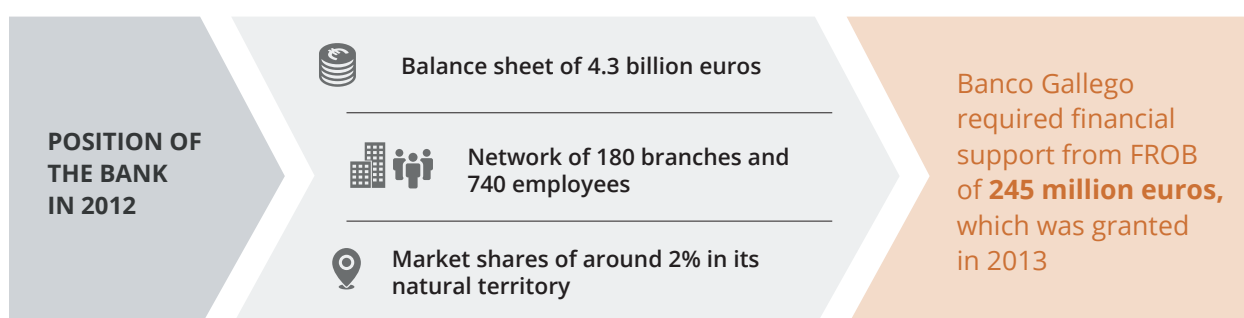 POSITION OF
THE BANK
IN 2012
Balance sheet of 4.3 billion euros
Network of 180 branches and
740 employees
Market shares of around 2% in its
natural territory
Banco Gallego
required financial
support from FROB
of 245 million euros,
which was granted
in 2013